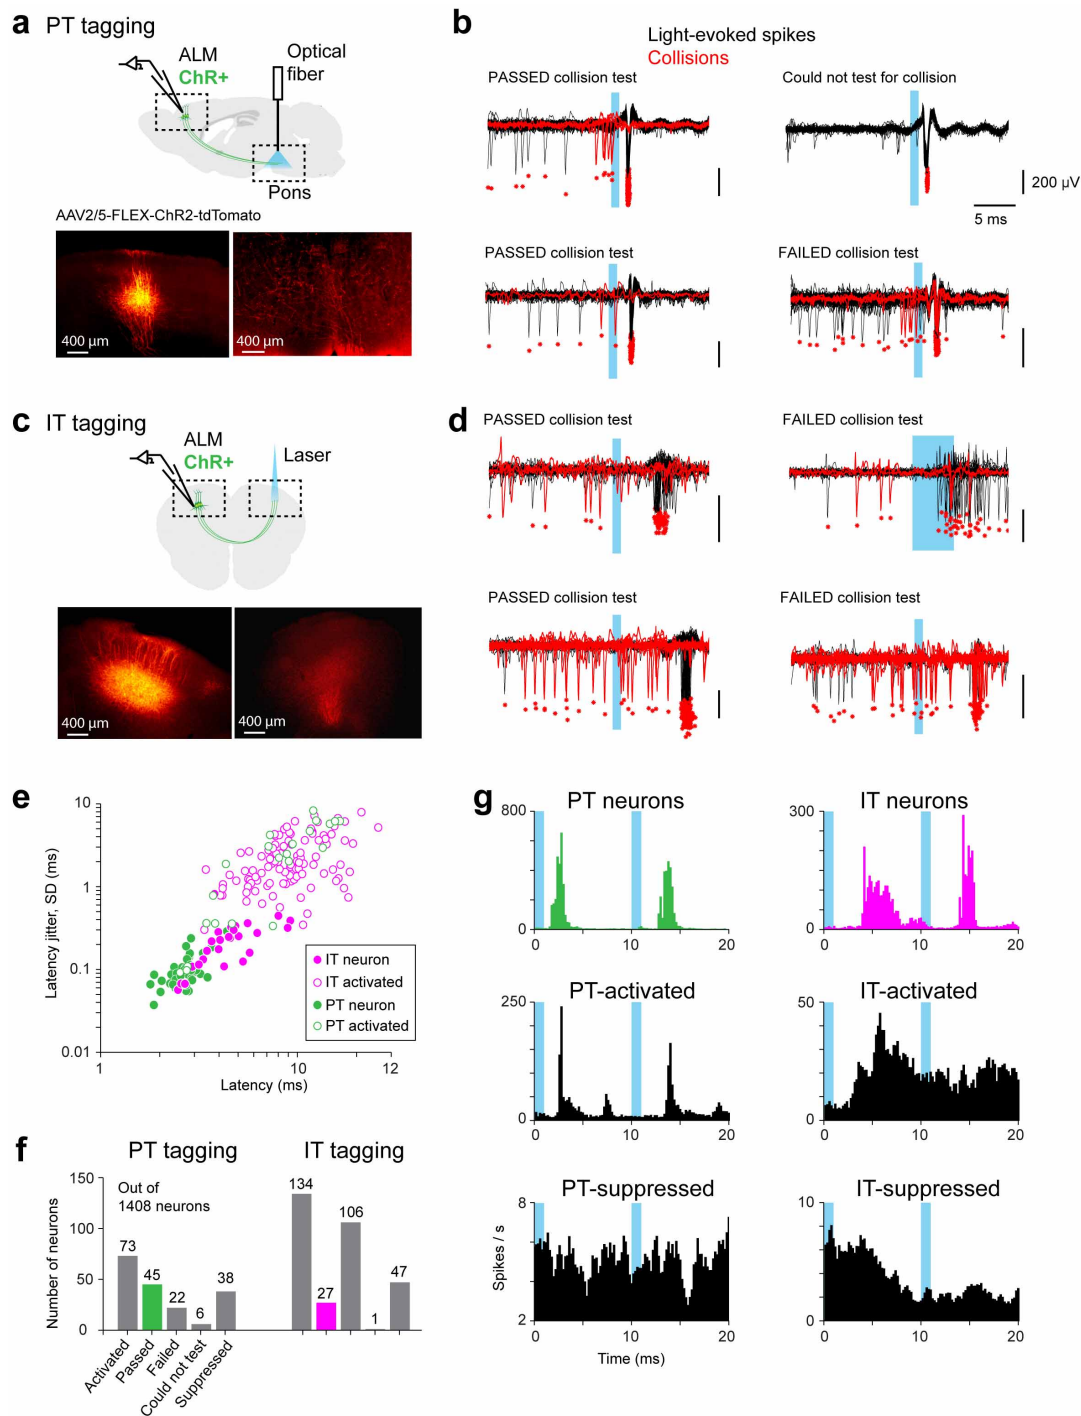 a PT tagging
ALM
ChR+
Optical
fiber
Pons
AAV2/5-FLEX-ChR2-tdTomato
400 µm
400 µm
b
Light-evoked spikes
Collisions
PASSED collision test
Could not test for collision
200 µV
5 ms
PASSED collision test
FAILED collision test
c IT tagging
ALM
ChR+
Laser
400 µm
400 µm
d
PASSED collision test
FAILED collision test
PASSED collision test
FAILED collision test
e
Latency jitter, SD (ms)
10
1
0.1
0.01
1
10
12
Latency (ms)
IT neuron
IT activated
PT neuron
PT activated
f
PT tagging
IT tagging
Number of neurons
150
100
50
0
Out of
1408 neurons
73
45
22
6
38
134
27
106
1
47
Activated
Passed
Failed
Could not test
Suppressed
g
PT neurons
800
0
0
10
20
IT neurons
300
0
0
10
20
PT-activated
250
0
0
10
20
IT-activated
50
0
0
10
20
PT-suppressed
8
2
Spikes / s
0
10
20
Time (ms)
IT-suppressed
10
0
0
10
20